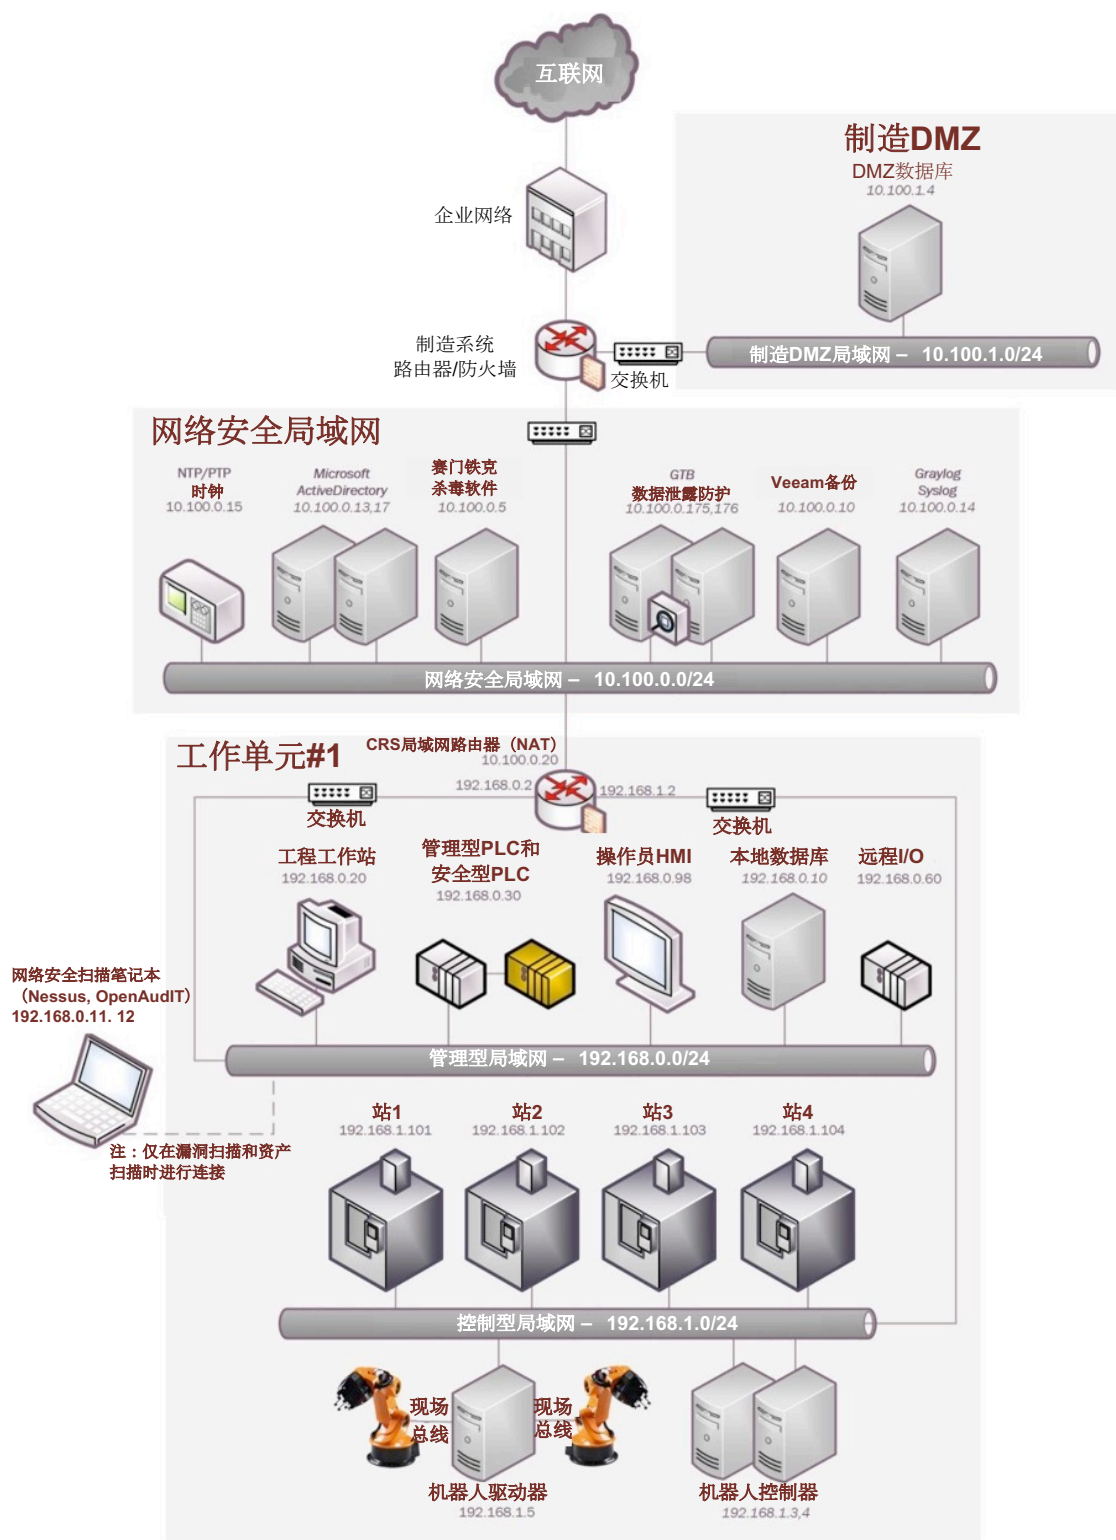 互联网
制造DMZ
DMZ数据库
10.100.1.4
企业网络
制造系统
路由器/防火墙
交换机
制造DMZ局域网 – 10.100.1.0/24
网络安全局域网
NTP/PTP
时钟
10.100.0.15
Microsoft
ActiveDirectory
10.100.0.13,17
赛门铁克
杀毒软件
10.100.0.5
GTB
数据泄露防护
10.100.0.175,176
Veeam备份
10.100.0.10
Graylog
Syslog
10.100.0.14
网络安全局域网 – 10.100.0.0/24
工作单元#1
CRS局域网路由器（NAT）
10.100.0.20
192.168.0.2
192.168.1.2
交换机
交换机
工程工作站
192.168.0.20
管理型PLC和
安全型PLC
192.168.0.30
操作员HMI
192.168.0.98
本地数据库
192.168.0.10
远程I/O
192.168.0.60
网络安全扫描笔记本
（Nessus, OpenAudIT）
192.168.0.11. 12
管理型局域网 – 192.168.0.0/24
注：仅在漏洞扫描和资产
扫描时进行连接
站1
192.168.1.101
站2
192.168.1.102
站3
192.168.1.103
站4
192.168.1.104
控制型局域网 – 192.168.1.0/24
现场
总线
现场
总线
机器人驱动器
192.168.1.5
机器人控制器
192.168.1.3,4